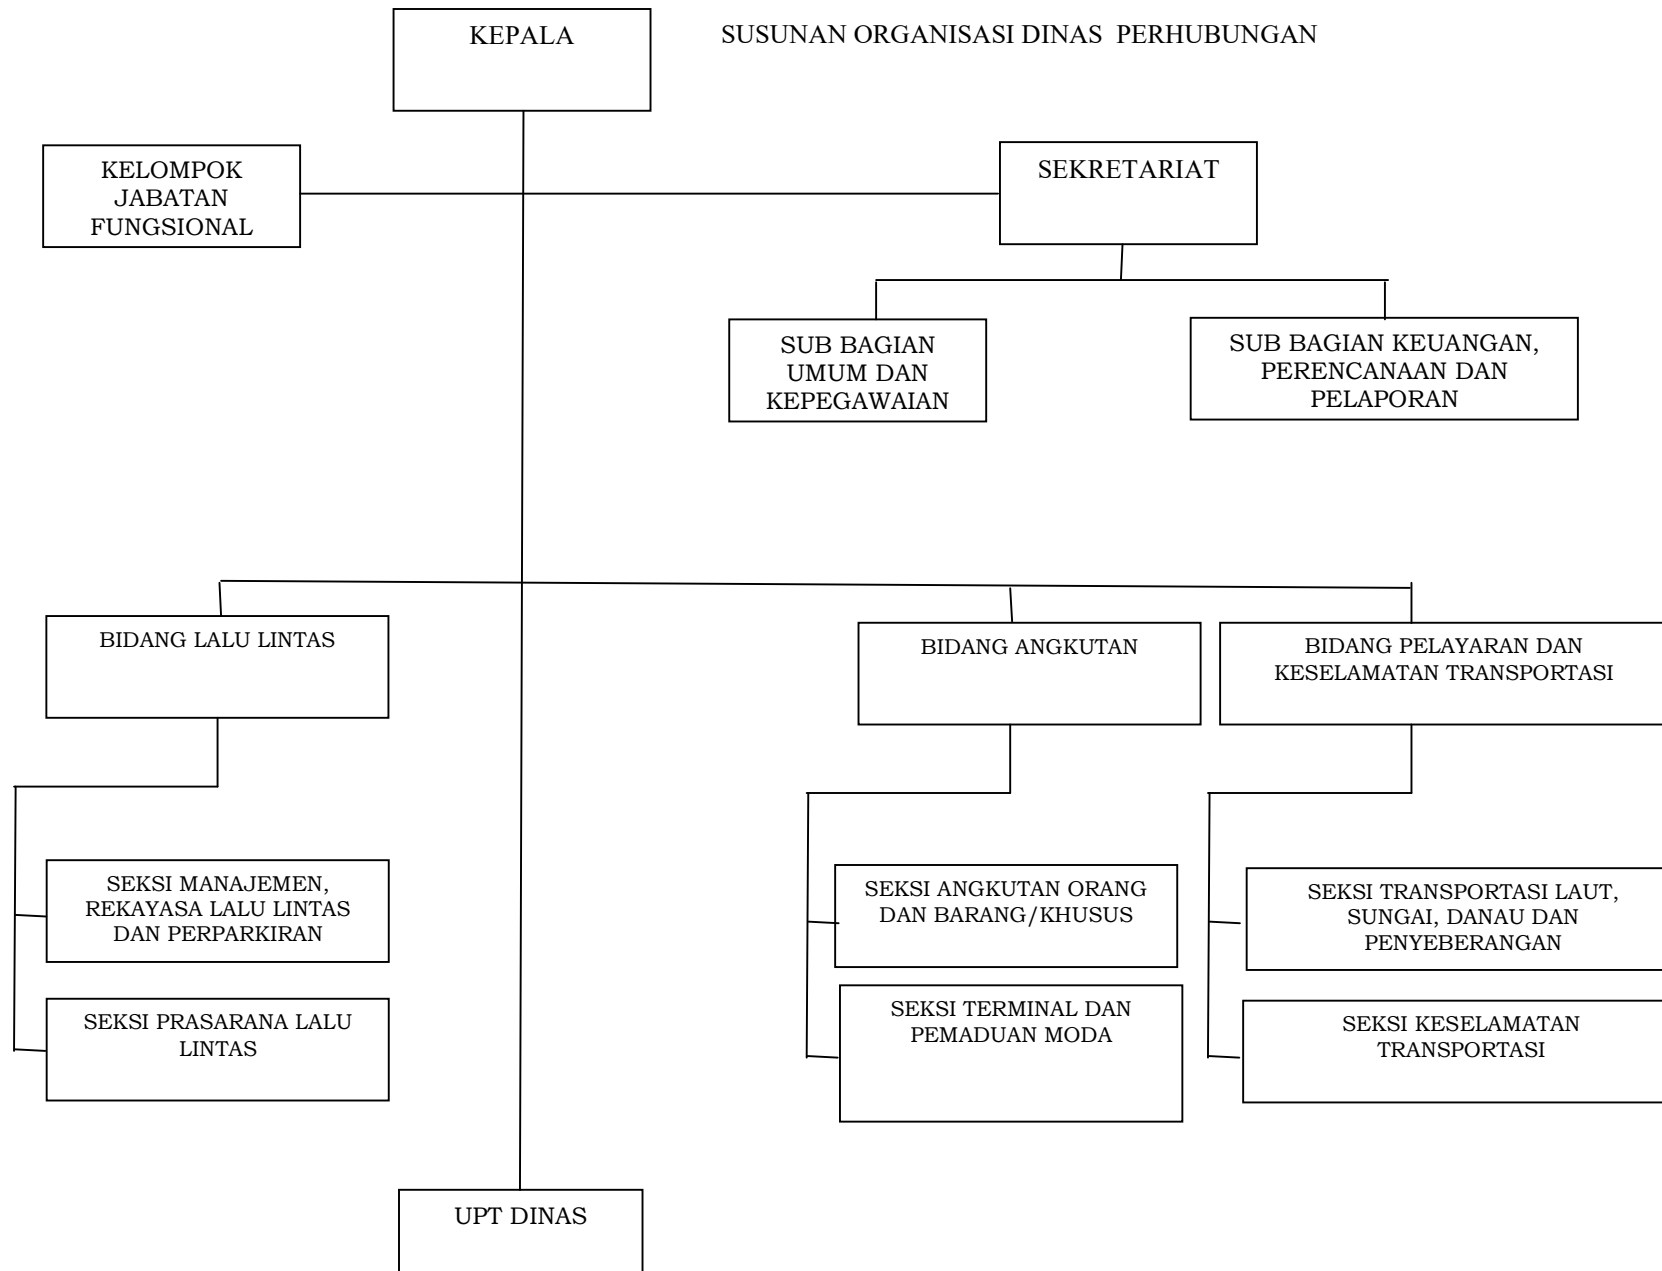 KEPALA
SUSUNAN ORGANISASI DINAS  PERHUBUNGAN
KELOMPOK
JABATAN
FUNGSIONAL
SEKRETARIAT
SUB BAGIAN
UMUM DAN
KEPEGAWAIAN
SUB BAGIAN KEUANGAN,
PERENCANAAN DAN
PELAPORAN
BIDANG LALU LINTAS
BIDANG ANGKUTAN
BIDANG PELAYARAN DAN
KESELAMATAN TRANSPORTASI
SEKSI MANAJEMEN,
REKAYASA LALU LINTAS
DAN PERPARKIRAN
SEKSI PRASARANA LALU
LINTAS
SEKSI ANGKUTAN ORANG
DAN BARANG/KHUSUS
SEKSI TERMINAL DAN
PEMADUAN MODA
SEKSI TRANSPORTASI LAUT,
SUNGAI, DANAU DAN
PENYEBERANGAN
SEKSI KESELAMATAN
TRANSPORTASI
UPT DINAS